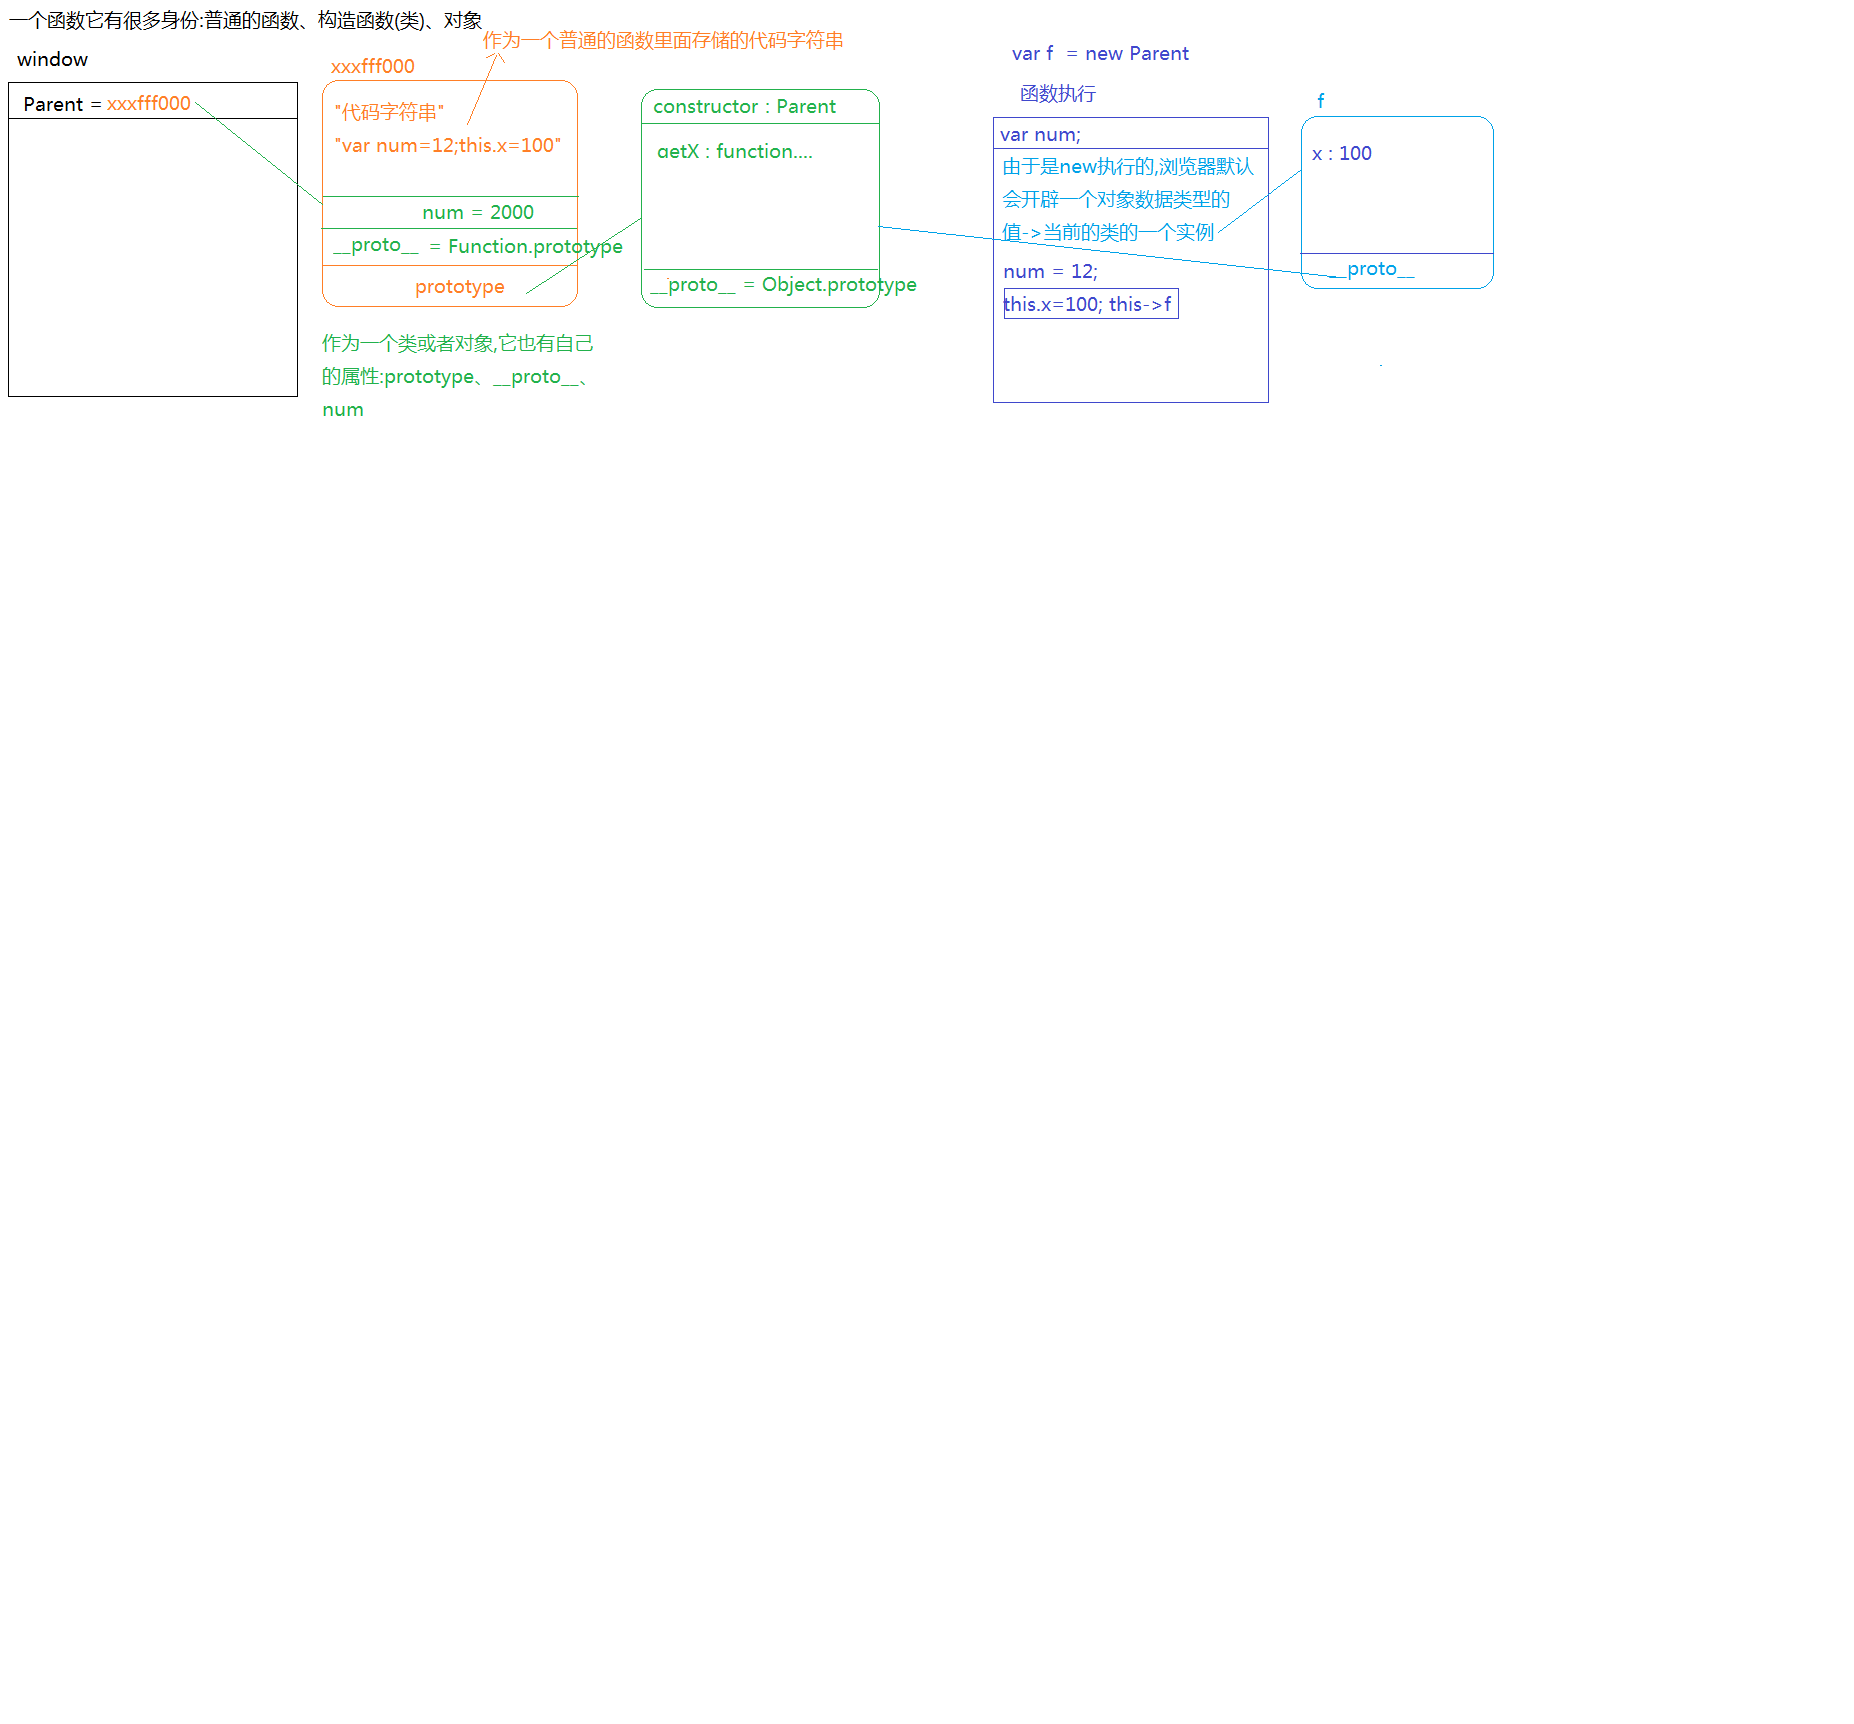 一个函数它有很多身份:普通的函数、构造函数(类)、对象
作为一个普通的函数里面存储的代码字符串
window
Parent = xxxfff000
xxxfff000
"代码字符串"
"var num=12;this.x=100"
num = 2000
__proto__ = Function.prototype
prototype
作为一个类或者对象,它也有自己
的属性:prototype、__proto__、
num
constructor : Parent
getX : function....
__proto__ = Object.prototype
var f = new Parent
函数执行
var num;
由于是new执行的,浏览器默认
会开辟一个对象数据类型的
值->当前的类的一个实例
num = 12;
this.x=100; this->f
f
x : 100
__proto__